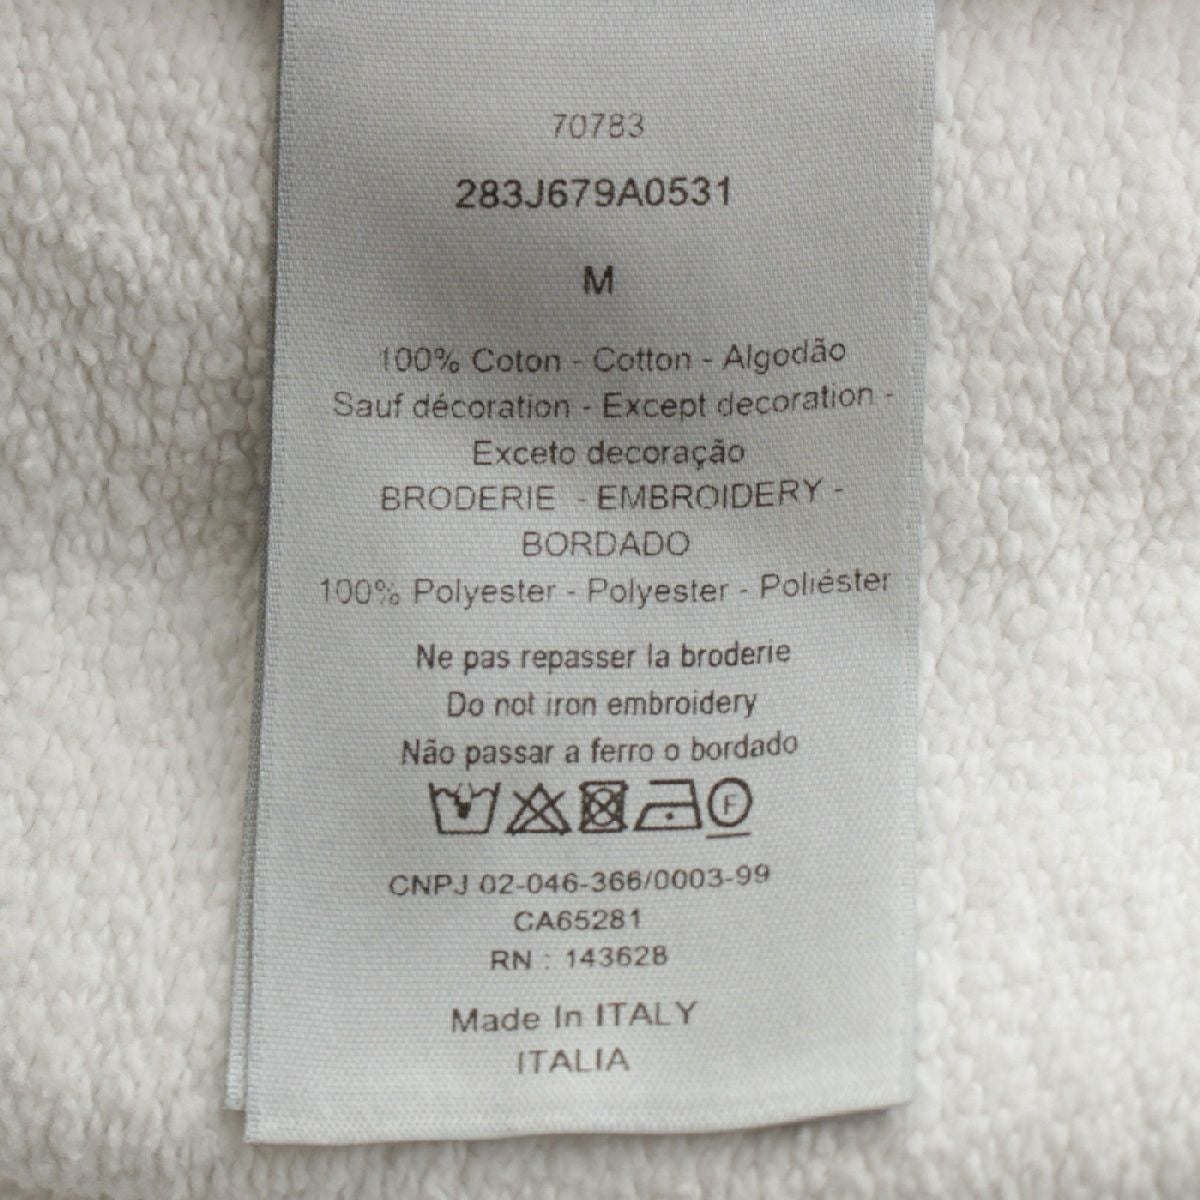 70783
283J679A0531
M
100% Coton - Cotton - Algodão
Sauf décoration - Except decoration -
Exceto decoração
BRODERIE - EMBROIDERY -
BORDADO
100% Polyester - Polyester - Poliéster
Ne pas repasser la broderie
Do not iron embroidery
Não passar a ferro o bordado
F
CNPJ 02-046-366/0003-99
CA65281
RN : 143628
Made In ITALY
ITALIA